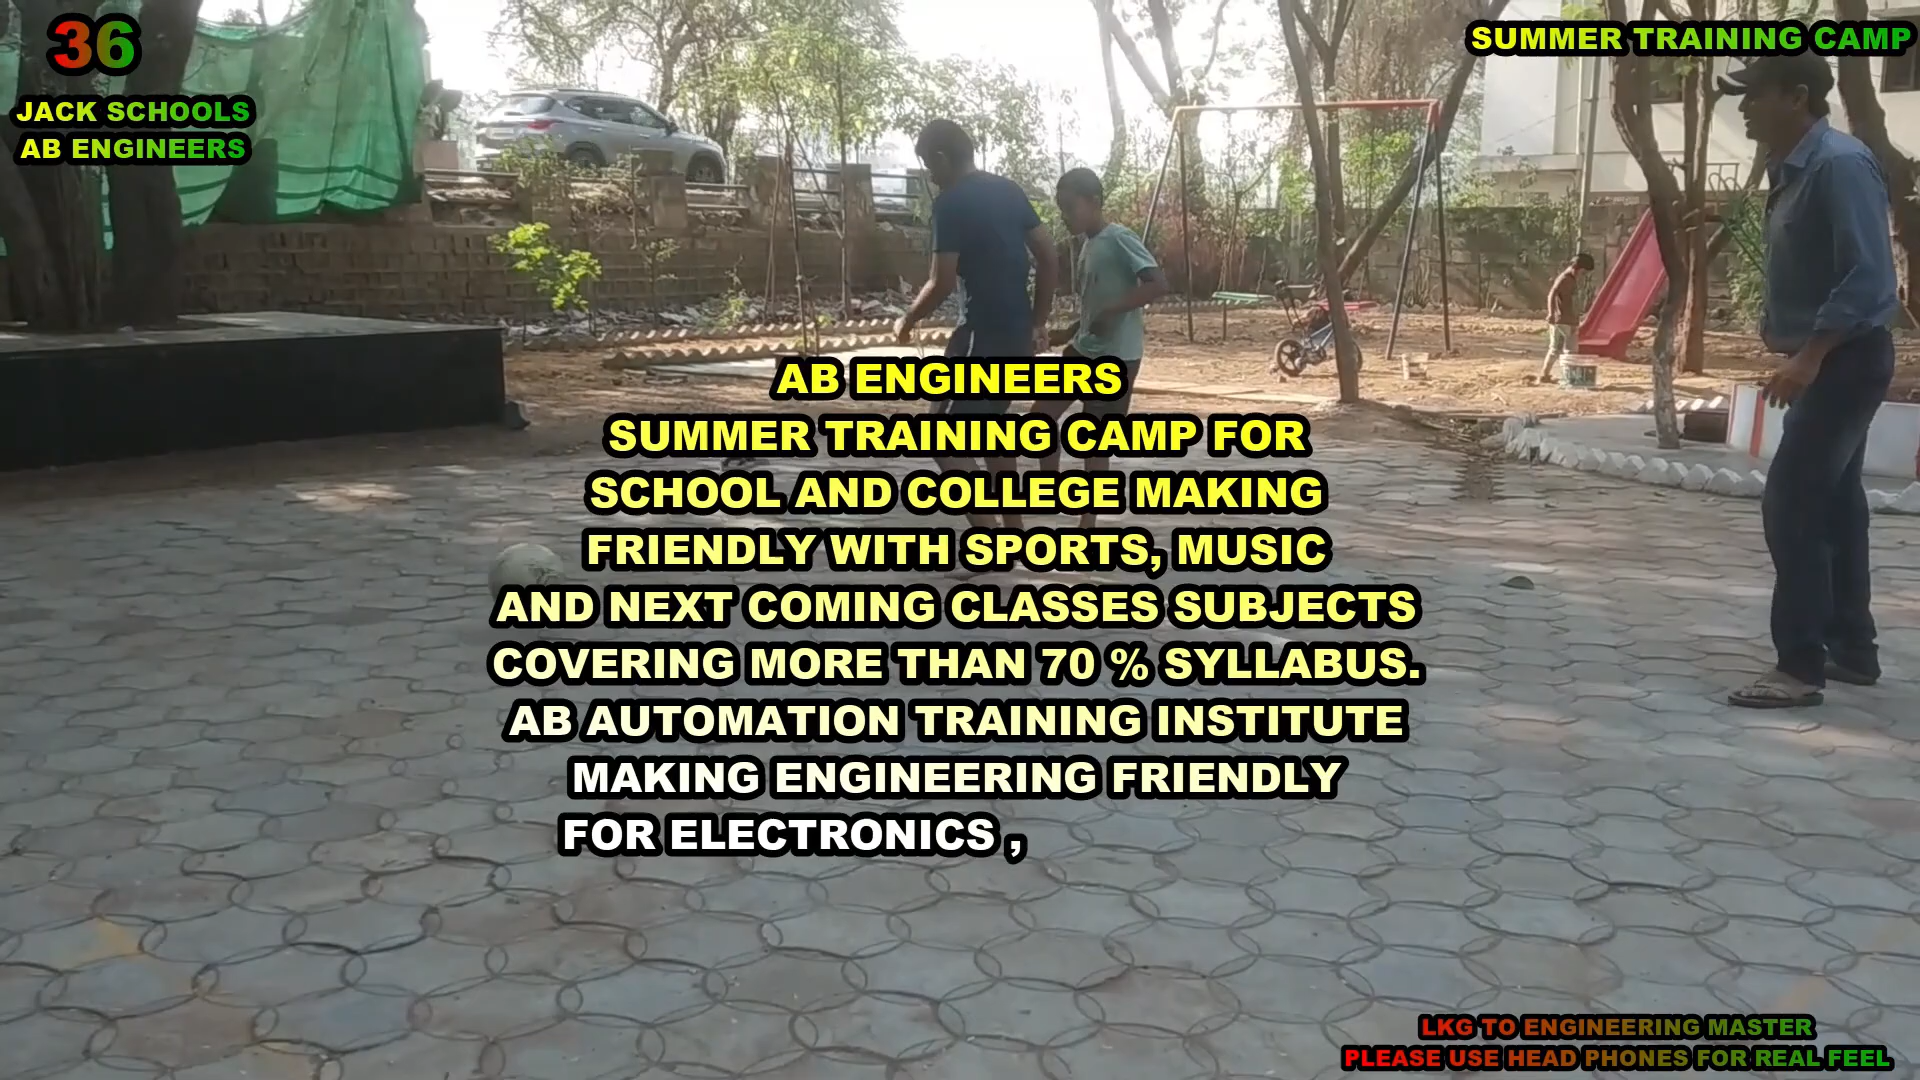 36
JACK SCHOOLS
AB ENGINEERS
SUMMER TRAINING CAMP
AB ENGINEERS
SUMMER TRAINING CAMP FOR
SCHOOL AND COLLEGE MAKING
FRIENDLY WITH SPORTS, MUSIC
AND NEXT COMING CLASSES SUBJECTS
COVERING MORE THAN 70 % SYLLABUS.
AB AUTOMATION TRAINING INSTITUTE
MAKING ENGINEERING FRIENDLY
FOR ELECTRONICS ,
LKG TO ENGINEERING MASTER
PLEASE USE HEAD PHONES FOR REAL FEEL